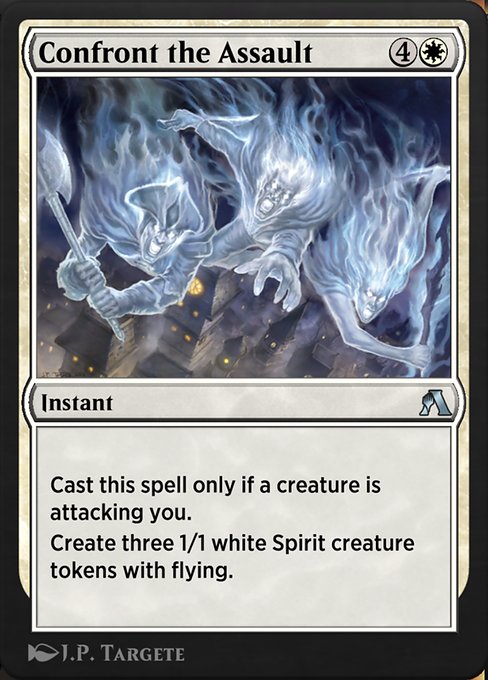 Confront the Assault 4
Instant
Cast this spell only if a creature is
attacking you.
Create three 1/1 white Spirit creature
tokens with flying.
J.P. Targete